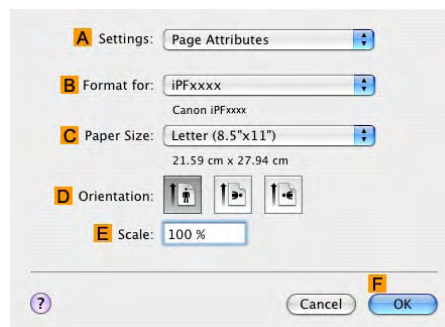 A Settings: Page Attributes
B Format for: iPFxxxx
Canon iPFxxxx
C Paper Size: Letter (8.5"x11")
21.59 cm x 27.94 cm
D Orientation:
E Scale: 100 %
F
? Cancel OK